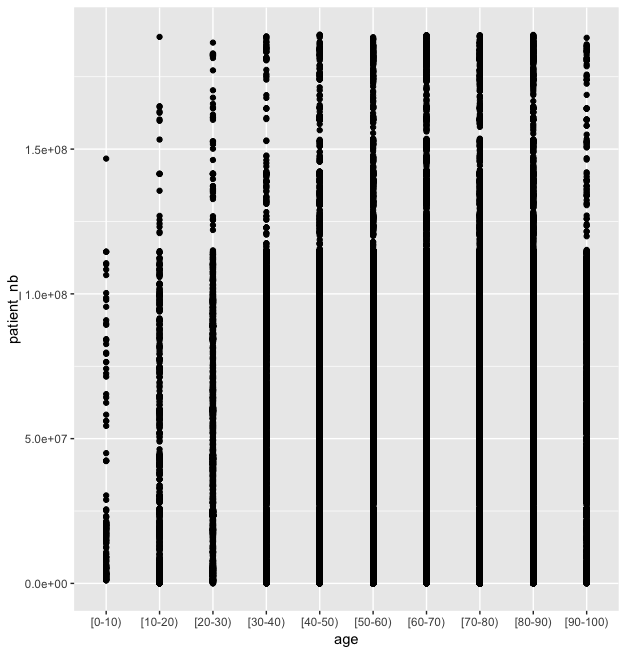 patient_nb
1.5e+08
1.0e+08
5.0e+07
0.0e+00
[0-10)
[10-20)
[20-30)
[30-40)
[40-50)
[50-60)
[60-70)
[70-80)
[80-90)
[90-100)
age